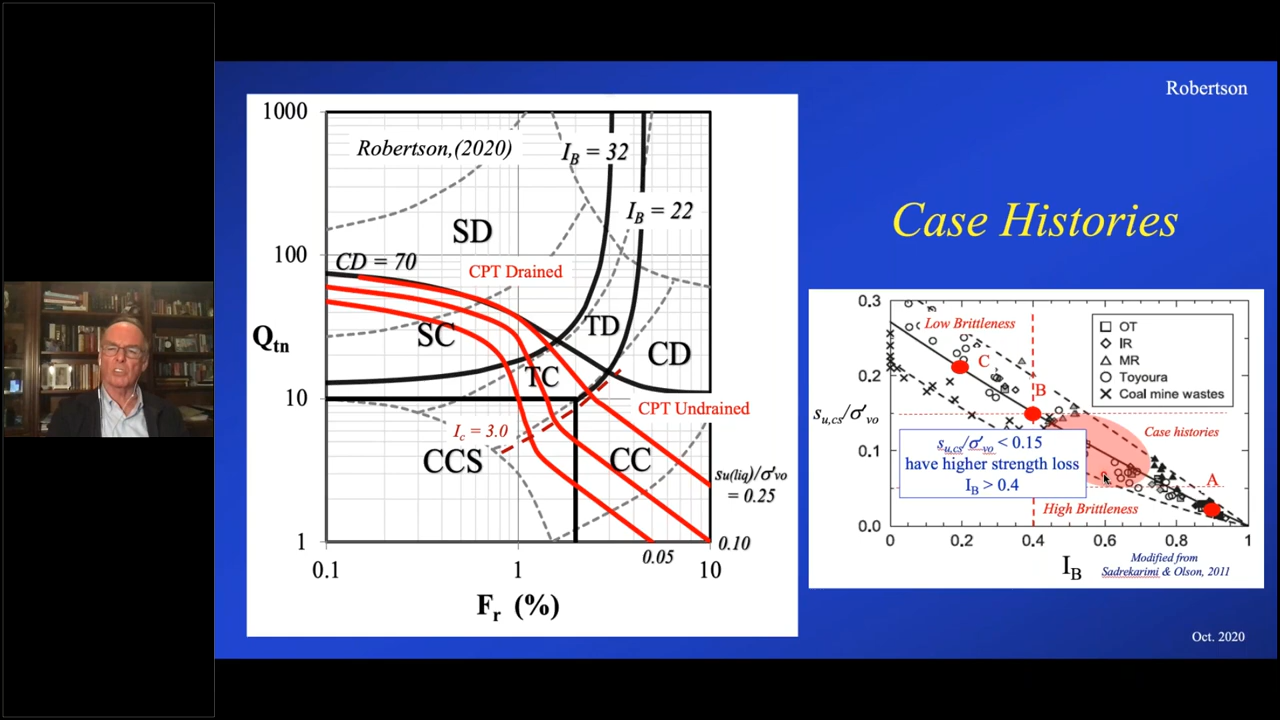 Robertson
Case Histories
1000
100
10
1
Robertson,(2020)
I_B = 32
I_B = 22
SD
CD = 70
CPT Drained
SC
TD
CD
Q_tn
TC
CPT Undrained
I_c = 3.0
CCS
CC
s_u(liq)/σ'_vo
= 0.25
0.10
0.05
0.1
1
10
F_r (%)
0.3
0.2
0.1
0.0
s_u,cs/σ'_vo
Low Brittleness
C
B
OT
IR
MR
Toyoura
Coal mine wastes
Case histories
s_u,cs/σ'_vo < 0.15
have higher strength loss
I_B > 0.4
A
High Brittleness
0
0.2
0.4
0.6
0.8
1
I_B
Modified from
Sadrekarimi & Olson, 2011
Oct. 2020